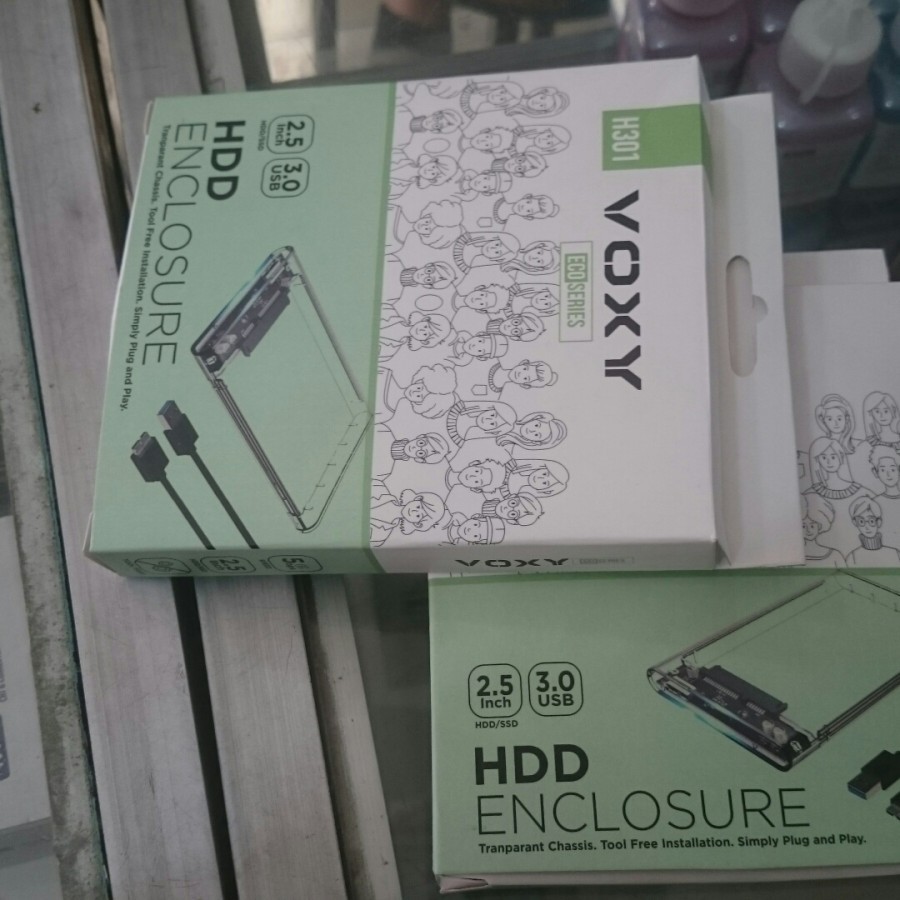 H301
VOXY
ECO SERIES
2.5
Inch
HDD/SSD
3.0
USB
HDD
ENCLOSURE
Tranparant Chassis. Tool Free Installation. Simply Plug and Play.
VOXY
2.5
2.5
Inch
HDD/SSD
3.0
USB
HDD
ENCLOSURE
Tranparant Chassis. Tool Free Installation. Simply Plug and Play.